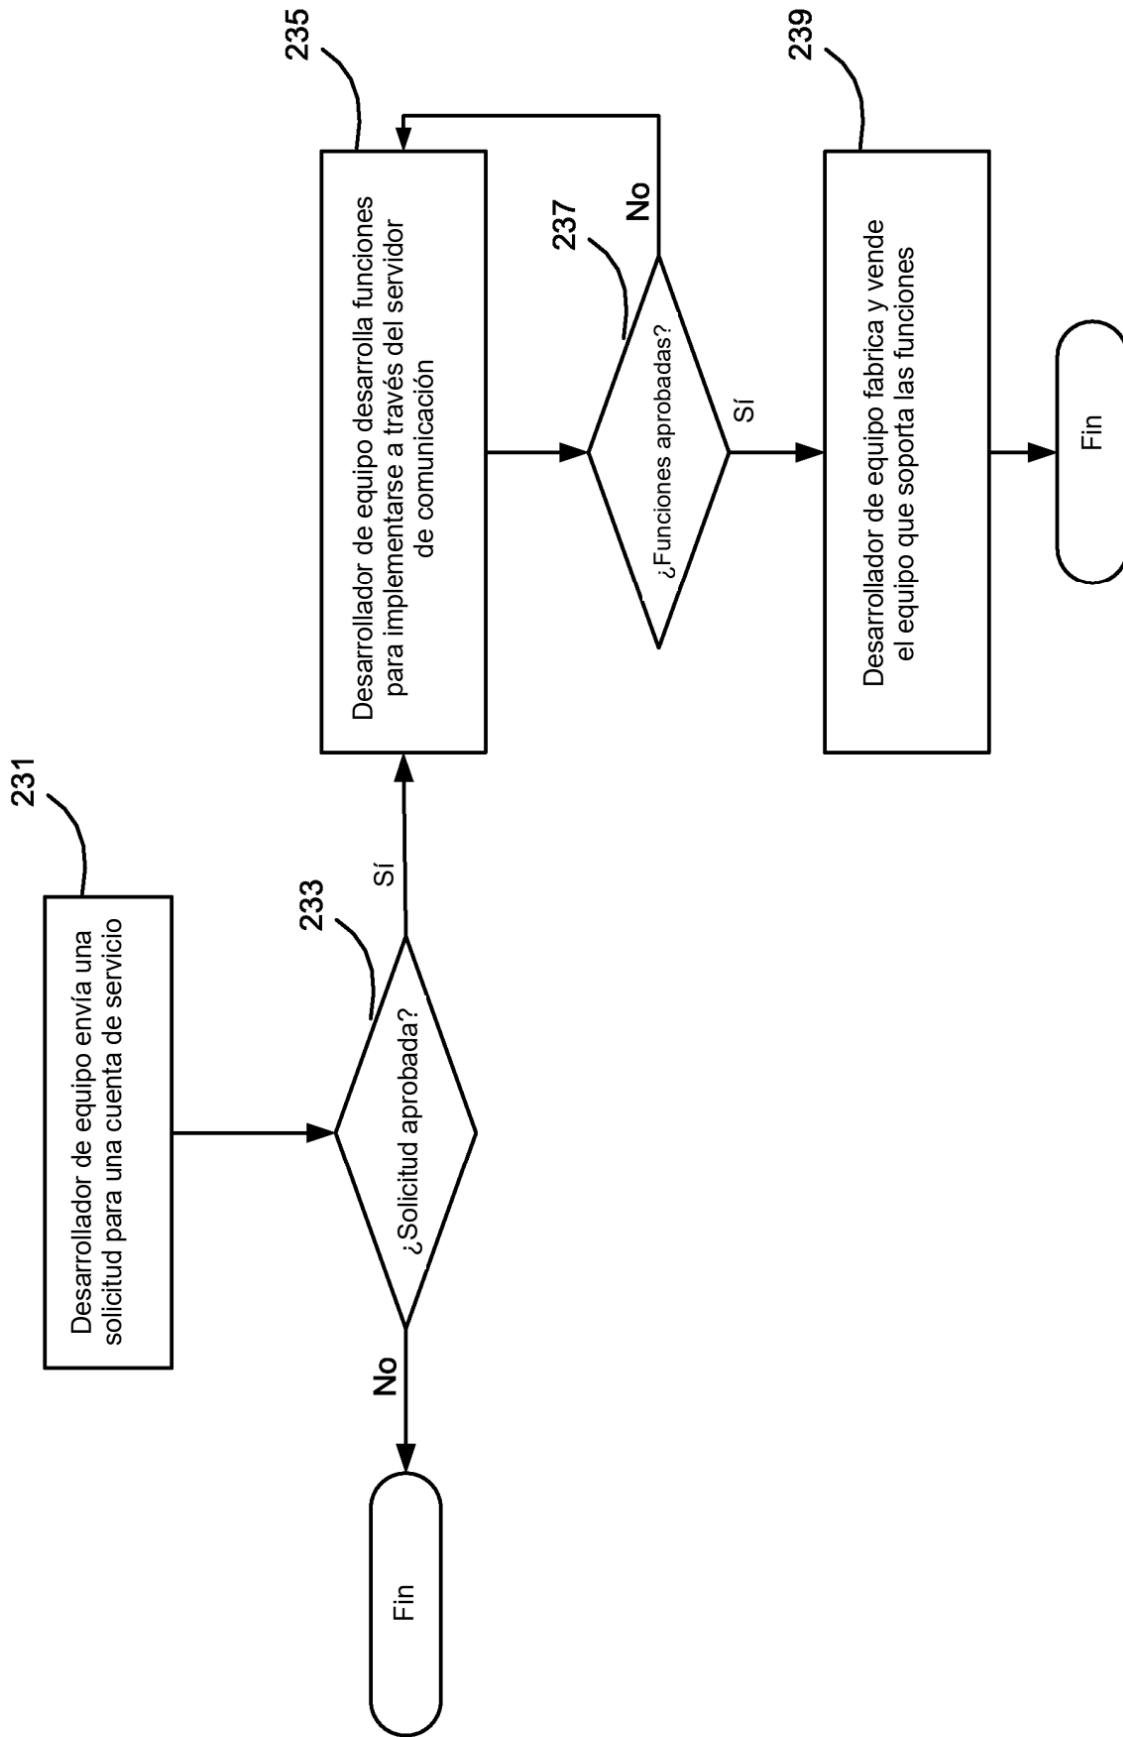 231
Desarrollador de equipo envía una
solicitud para una cuenta de servicio
233
¿Solicitud aprobada?
No
Fin
Sí
235
Desarrollador de equipo desarrolla funciones
para implementarse a través del servidor
de comunicación
237
¿Funciones aprobadas?
No
Sí
239
Desarrollador de equipo fabrica y vende
el equipo que soporta las funciones
Fin